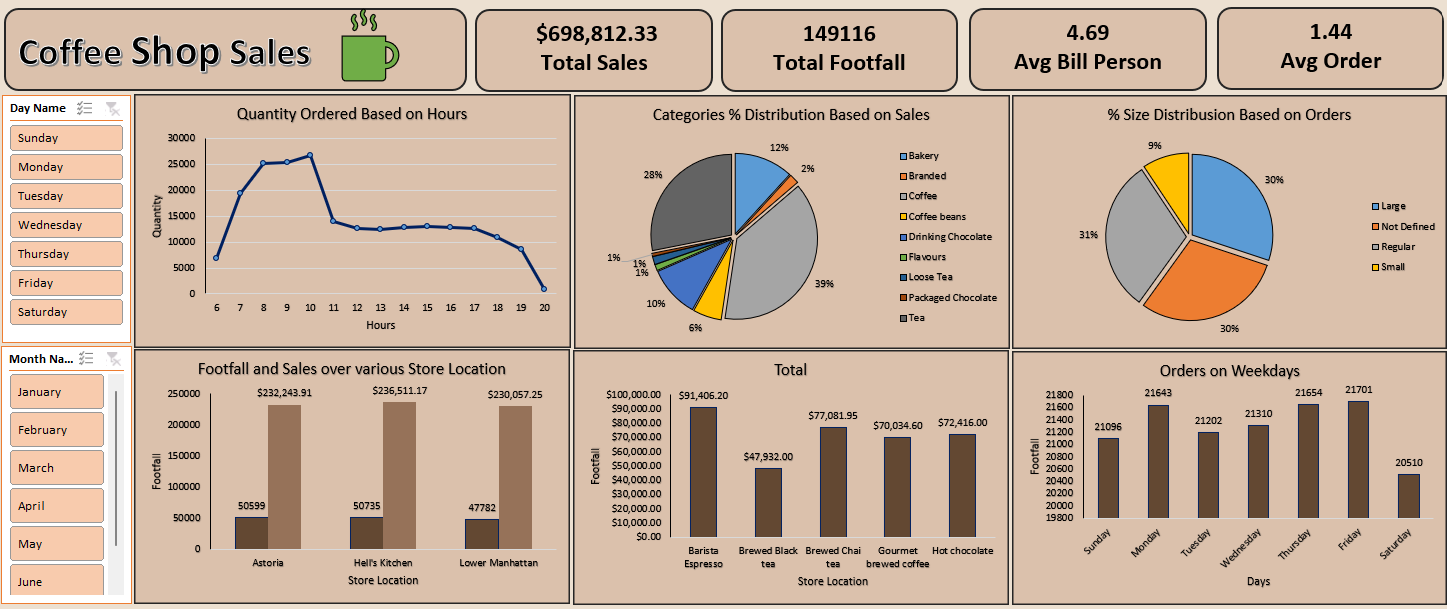 Coffee Shop Sales
$698,812.33
Total Sales
149116
Total Footfall
4.69
Avg Bill Person
1.44
Avg Order
Day Name
Sunday
Monday
Tuesday
Wednesday
Thursday
Friday
Saturday
Month Na...
January
February
March
April
May
June
Quantity Ordered Based on Hours
Quantity
30000
25000
20000
15000
10000
5000
0
6 7 8 9 10 11 12 13 14 15 16 17 18 19 20
Hours
Categories % Distribution Based on Sales
12%
2%
39%
6%
10%
1%
1%
1%
28%
Bakery
Branded
Coffee
Coffee beans
Drinking Chocolate
Flavours
Loose Tea
Packaged Chocolate
Tea
% Size Distribusion Based on Orders
30%
30%
31%
9%
Large
Not Defined
Regular
Small
Footfall and Sales over various Store Location
Footfall
250000
200000
150000
100000
50000
0
$232,243.91
$236,511.17
$230,057.25
50599
50735
47782
Astoria
Hell's Kitchen
Lower Manhattan
Store Location
Total
Footfall
$100,000.00
$90,000.00
$80,000.00
$70,000.00
$60,000.00
$50,000.00
$40,000.00
$30,000.00
$20,000.00
$10,000.00
$0.00
$91,406.20
$47,932.00
$77,081.95
$70,034.60
$72,416.00
Barista
Espresso
Brewed Black
tea
Brewed Chai
tea
Gourmet
brewed coffee
Hot chocolate
Store Location
Orders on Weekdays
Footfall
21800
21600
21400
21200
21000
20800
20600
20400
20200
20000
19800
21096
21643
21202
21310
21654
21701
20510
Sunday
Monday
Tuesday
Wednesday
Thursday
Friday
Saturday
Days